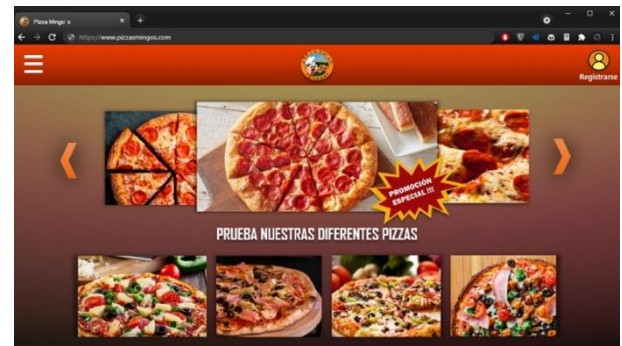 Pizza Mingo´s
https://www.pizzasmingos.com
Registrarse
PROMOCIÓN
ESPECIAL !!!
PRUEBA NUESTRAS DIFERENTES PIZZAS